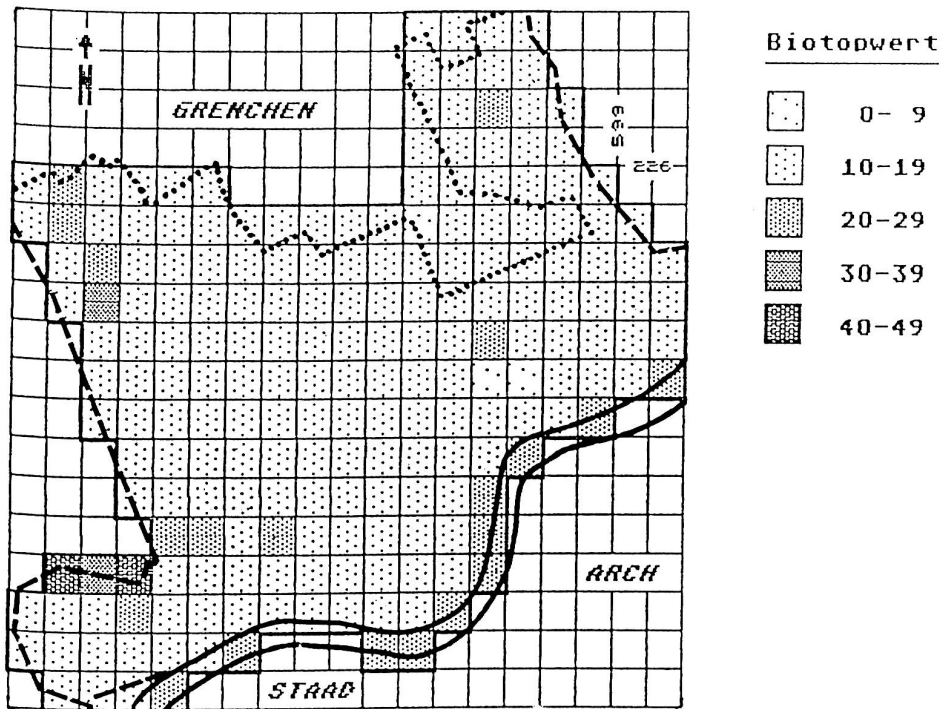 Biotopwert
0- 9
10-19
20-29
30-39
40-49
N
GRENCHEN
599
226
ARCH
STAAD